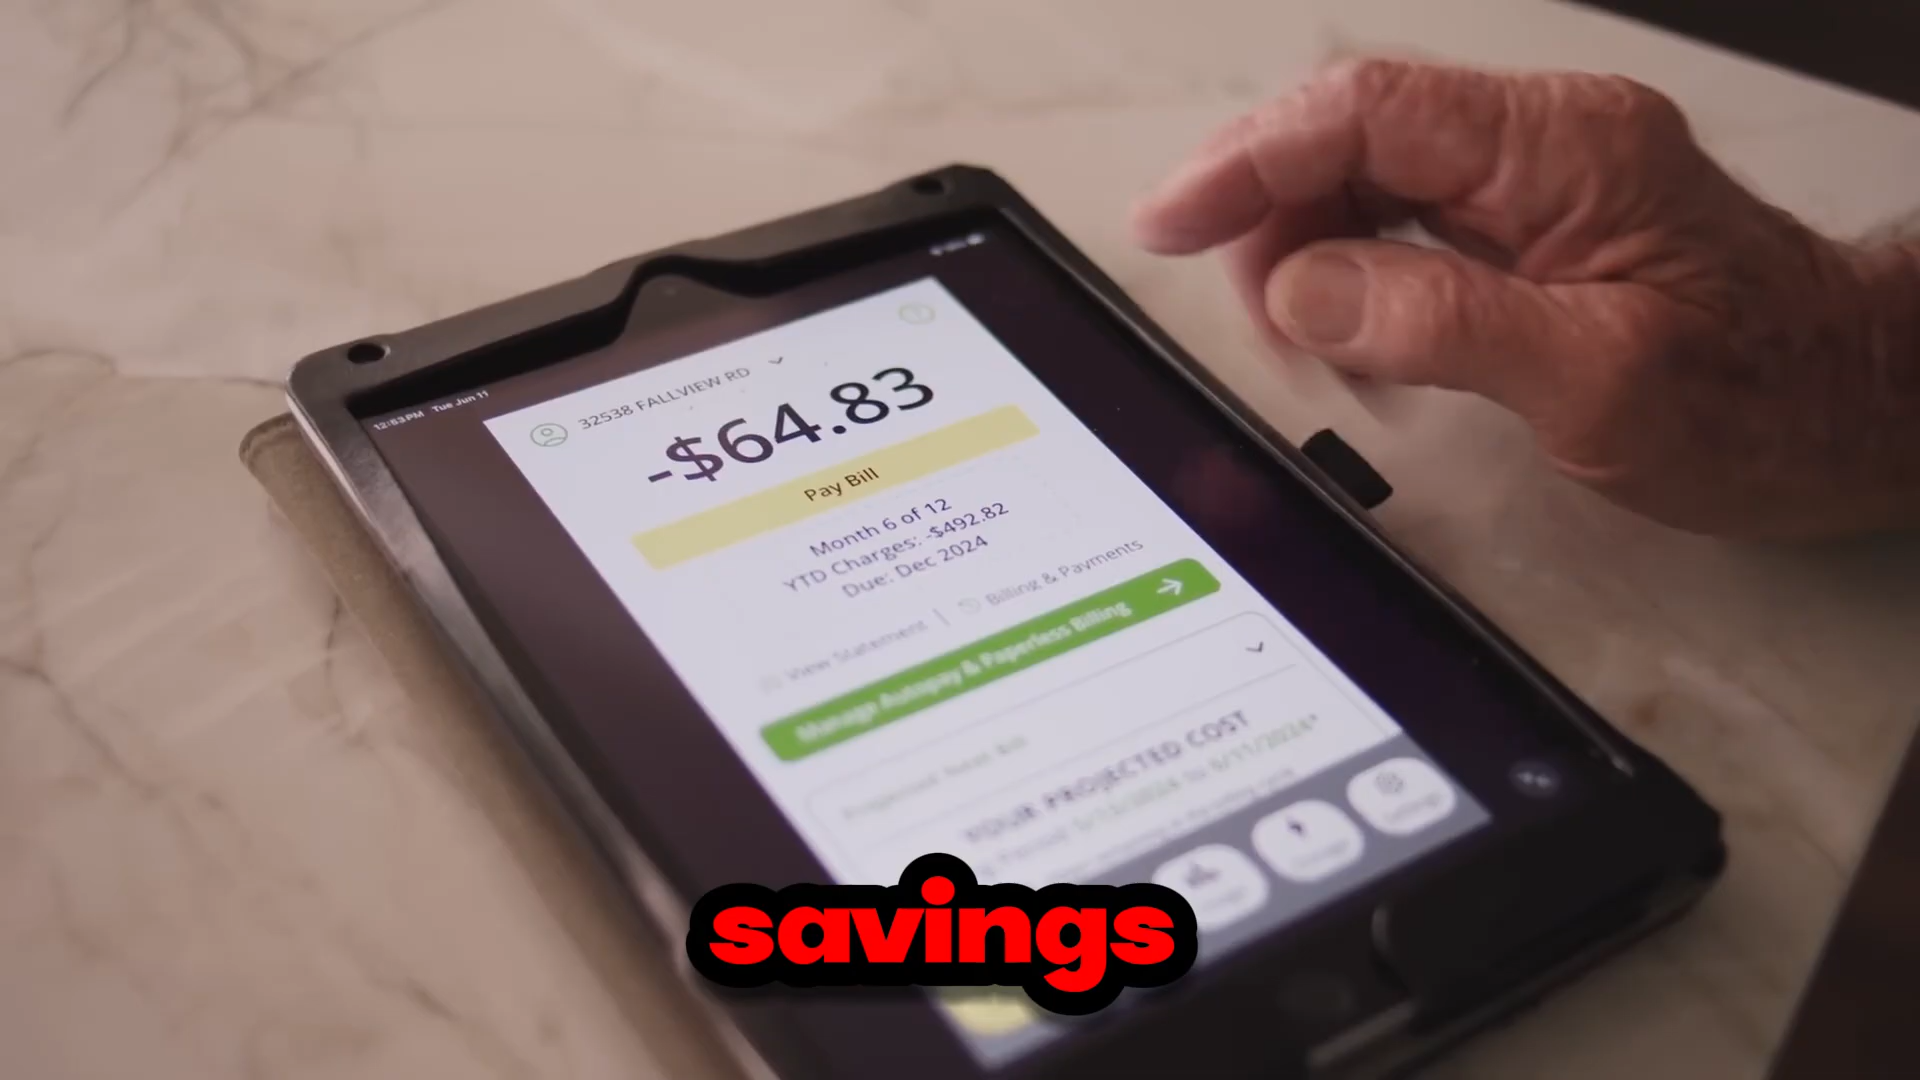 12:53 PM Tue Jun 11
32538 FALLVIEW RD
-$64.83
Pay Bill
Month 6 of 12
YTD Charges: -$492.82
Due: Dec 2024
View Statement | Billing & Payments
Manage Autopay & Paperless Billing
YOUR PROJECTED COST
savings